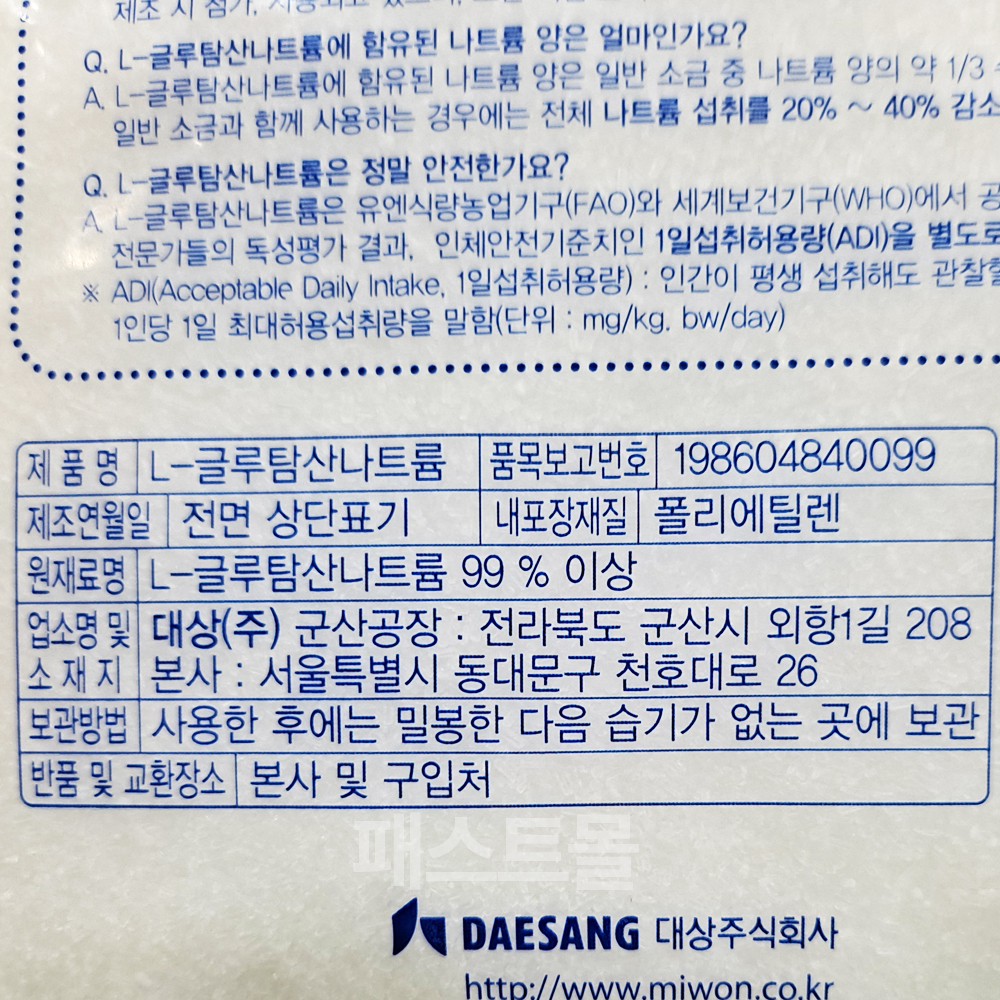 제조 시 첨가,
Q. L-글루탐산나트륨에 함유된 나트륨 양은 얼마인가요?
A. L-글루탐산나트륨에 함유된 나트륨 양은 일반 소금 중 나트륨 양의 약 1/3
일반 소금과 함께 사용하는 경우에는 전체 나트륨 섭취를 20% ~ 40% 감소
Q. L-글루탐산나트륨은 정말 안전한가요?
A. L-글루탐산나트륨은 유엔식량농업기구(FAO)와 세계보건기구(WHO)에서 공
전문가들의 독성평가 결과, 인체안전기준치인 1일섭취허용량(ADI)을 별도로
※ ADI(Acceptable Daily Intake, 1일섭취허용량) : 인간이 평생 섭취해도 관찰할
1인당 1일 최대허용섭취량을 말함(단위 : mg/kg. bw/day)
제 품 명 L-글루탐산나트륨 품목보고번호 198604840099
제조연월일 전면 상단표기 내포장재질 폴리에틸렌
원재료명 L-글루탐산나트륨 99 % 이상
업소명 및 대상(주) 군산공장 : 전라북도 군산시 외항1길 208
소 재 지 본사 : 서울특별시 동대문구 천호대로 26
보관방법 사용한 후에는 밀봉한 다음 습기가 없는 곳에 보관
반품 및 교환장소 본사 및 구입처
패스트몰
DAESANG 대상주식회사
http://www.miwon.co.kr